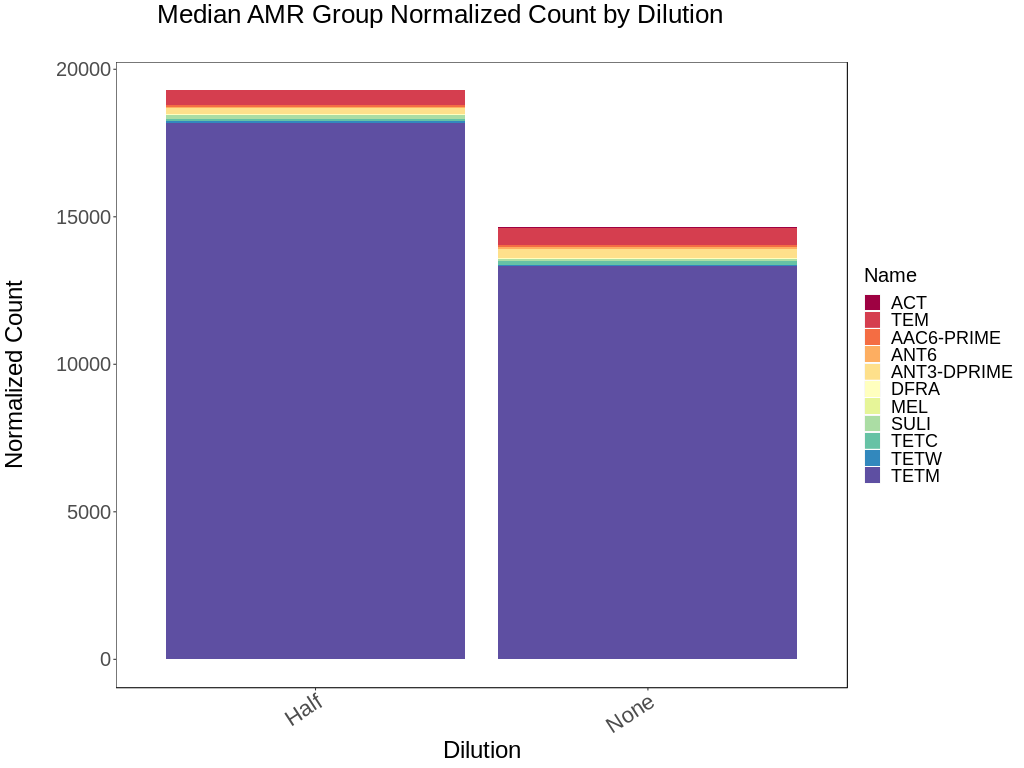 Median AMR Group Normalized Count by Dilution
20000
15000
10000
5000
0
Normalized Count
Half
None
Dilution
Name
ACT
TEM
AAC6-PRIME
ANT6
ANT3-DPRIME
DFRA
MEL
SULI
TETC
TETW
TETM